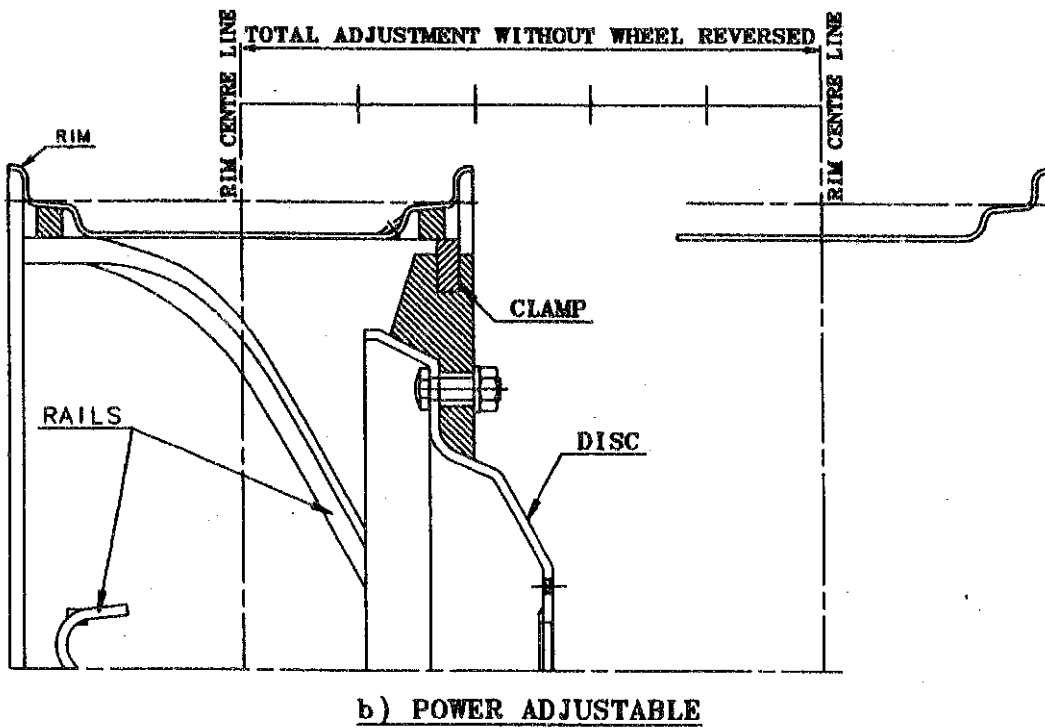 TOTAL ADJUSTMENT WITHOUT WHEEL REVERSED
RIM CENTRE LINE
RIM CENTRE LINE
RIM
CLAMP
RAILS
DISC
b) POWER ADJUSTABLE